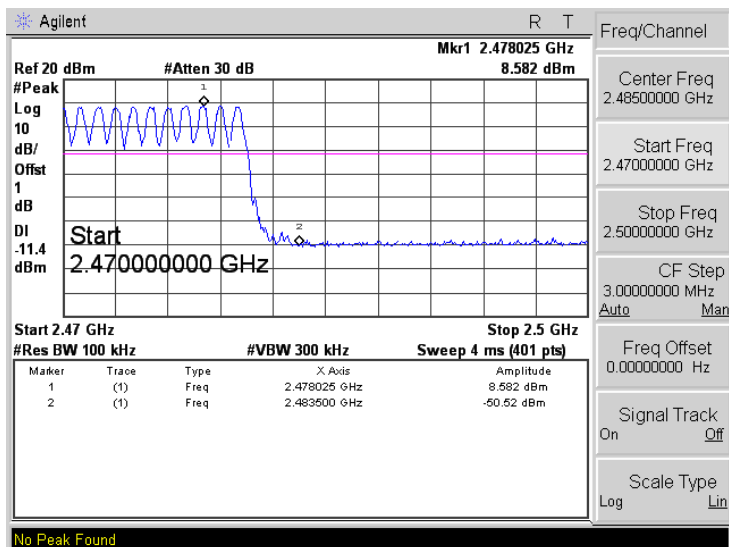 Agilent R T
Mkr1 2.478025 GHz
Ref 20 dBm #Atten 30 dB 8.582 dBm
#Peak
Log
10
dB/
Offst
1
dB
DI
-11.4
dBm
1
2
Start
2.470000000 GHz
Start 2.47 GHz Stop 2.5 GHz
#Res BW 100 kHz #VBW 300 kHz Sweep 4 ms (401 pts)
Marker Trace Type X Axis Amplitude
1 (1) Freq 2.478025 GHz 8.582 dBm
2 (1) Freq 2.483500 GHz -50.52 dBm
No Peak Found
Freq/Channel
Center Freq
2.48500000 GHz
Start Freq
2.47000000 GHz
Stop Freq
2.50000000 GHz
CF Step
3.00000000 MHz
Auto Man
Freq Offset
0.00000000 Hz
Signal Track
On Off
Scale Type
Log Lin